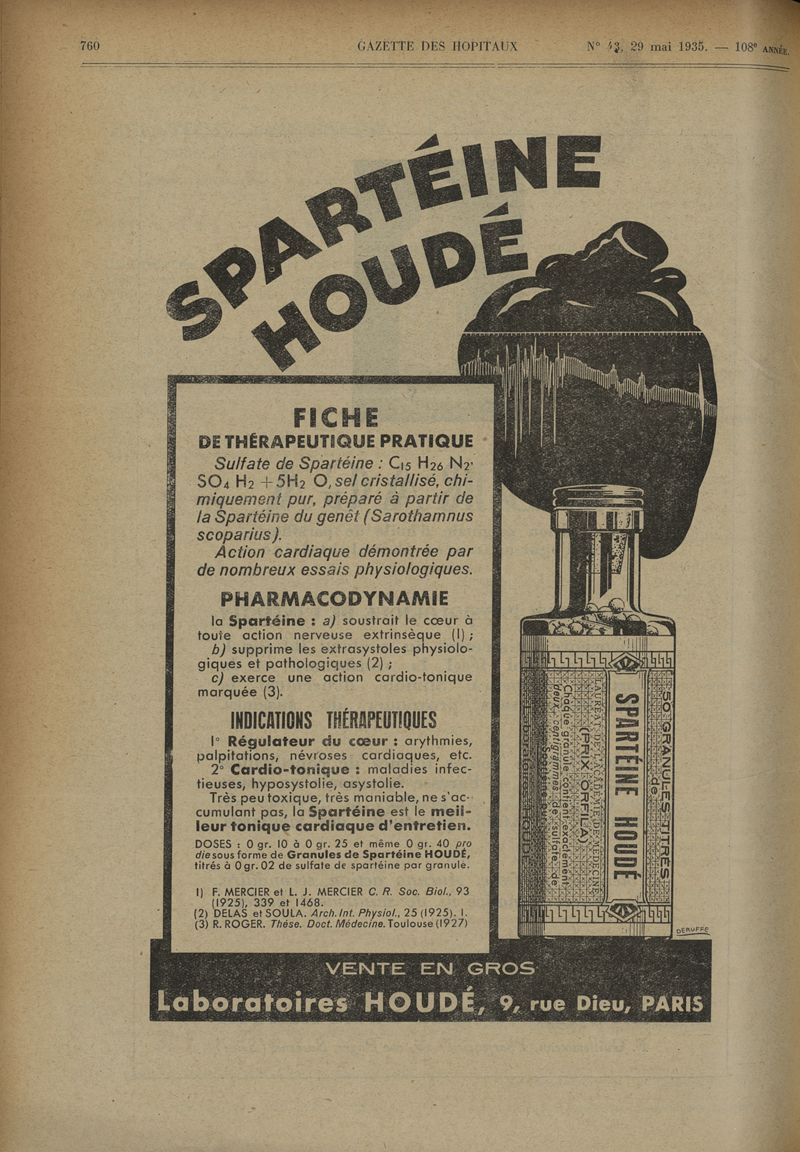 760
GAZETTE DES HOPITAUX
N° 43, 29 mai 1935. — 108e ANNÉE.
SPARTÉINE
HOUDÉ
FICHE
DE THÉRAPEUTIQUE PRATIQUE
Sulfate de Spartéine : C15 H26 N2,
SO4 H2 + 5H2 O, sel cristallisé, chi-
miquement pur, préparé à partir de
la Spartéine du genêt (Sarothamnus
scoparius).
Action cardiaque démontrée par
de nombreux essais physiologiques.
PHARMACODYNAMIE
la Spartéine : a) soustrait le cœur à
toute action nerveuse extrinsèque (1) ;
b) supprime les extrasystoles physiolo-
giques et pathologiques (2) ;
c) exerce une action cardio-tonique
marquée (3).
INDICATIONS THÉRAPEUTIQUES
1° Régulateur du cœur : arythmies,
palpitations, névroses cardiaques, etc.
2° Cardio-tonique : maladies infec-
tieuses, hyposystolie, asystolie.
Très peu toxique, très maniable, ne s'ac-
cumulant pas, la Spartéine est le meil-
leur tonique cardiaque d'entretien.
DOSES : 0 gr. 10 à 0 gr. 25 et même 0 gr. 40 pro
die sous forme de Granules de Spartéine HOUDÉ,
titrés à 0 gr. 02 de sulfate de spartéine par granule.
1) F. MERCIER et L. J. MERCIER C. R. Soc. Biol., 93
(1925), 339 et 1468.
(2) DELAS et SOULA. Arch. Int. Physiol., 25 (1925). 1.
(3) R. ROGER. Thése. Doct. Médecine. Toulouse (1927)
50 GRANULES TITRÉS
de
SPARTÉINE HOUDÉ
LAURÉAT DE L'ACADÉMIE DE MÉDECINE
(PRIX ORFILA)
Chaque granule contient exactement
deux centigrammes de sulfate de
DERUFFE
VENTE EN GROS
Laboratoires HOUDÉ, 9, rue Dieu, PARIS